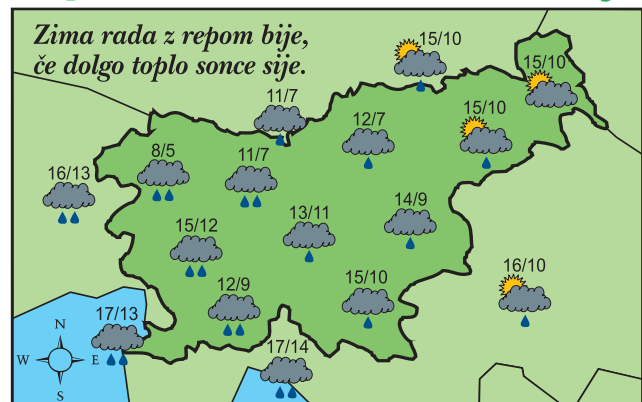 Zima rada z repom bije,
če dolgo toplo sonce sije.
15/10
15/10
11/7
12/7
15/10
8/5
11/7
16/13
15/12
13/11
14/9
12/9
15/10
16/10
17/13
17/14
N
W
E
S